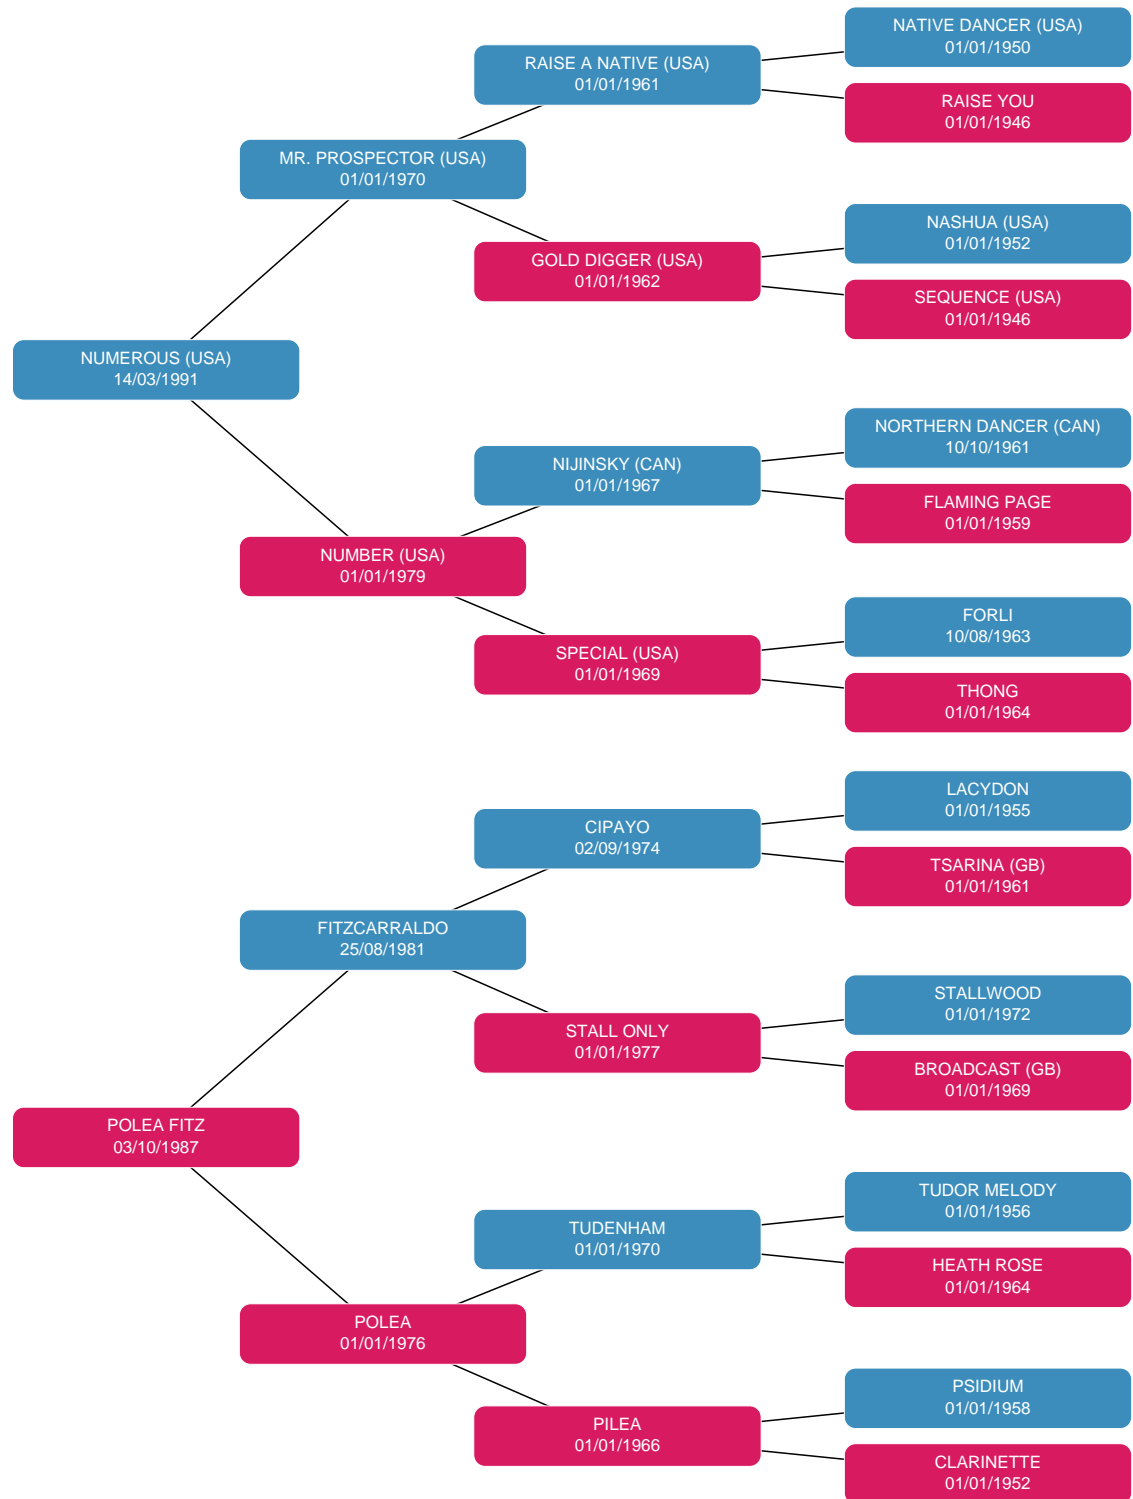 NATIVE DANCER (USA)
01/01/1950
RAISE A NATIVE (USA)
01/01/1961
RAISE YOU
01/01/1946
MR. PROSPECTOR (USA)
01/01/1970
NASHUA (USA)
01/01/1952
GOLD DIGGER (USA)
01/01/1962
SEQUENCE (USA)
01/01/1946
NUMEROUS (USA)
14/03/1991
NORTHERN DANCER (CAN)
10/10/1961
NIJINSKY (CAN)
01/01/1967
FLAMING PAGE
01/01/1959
NUMBER (USA)
01/01/1979
FORLI
10/08/1963
SPECIAL (USA)
01/01/1969
THONG
01/01/1964
LACYDON
01/01/1955
CIPAYO
02/09/1974
TSARINA (GB)
01/01/1961
FITZCARRALDO
25/08/1981
STALLWOOD
01/01/1972
STALL ONLY
01/01/1977
BROADCAST (GB)
01/01/1969
POLEA FITZ
03/10/1987
TUDOR MELODY
01/01/1956
TUDENHAM
01/01/1970
HEATH ROSE
01/01/1964
POLEA
01/01/1976
PSIDIUM
01/01/1958
PILEA
01/01/1966
CLARINETTE
01/01/1952